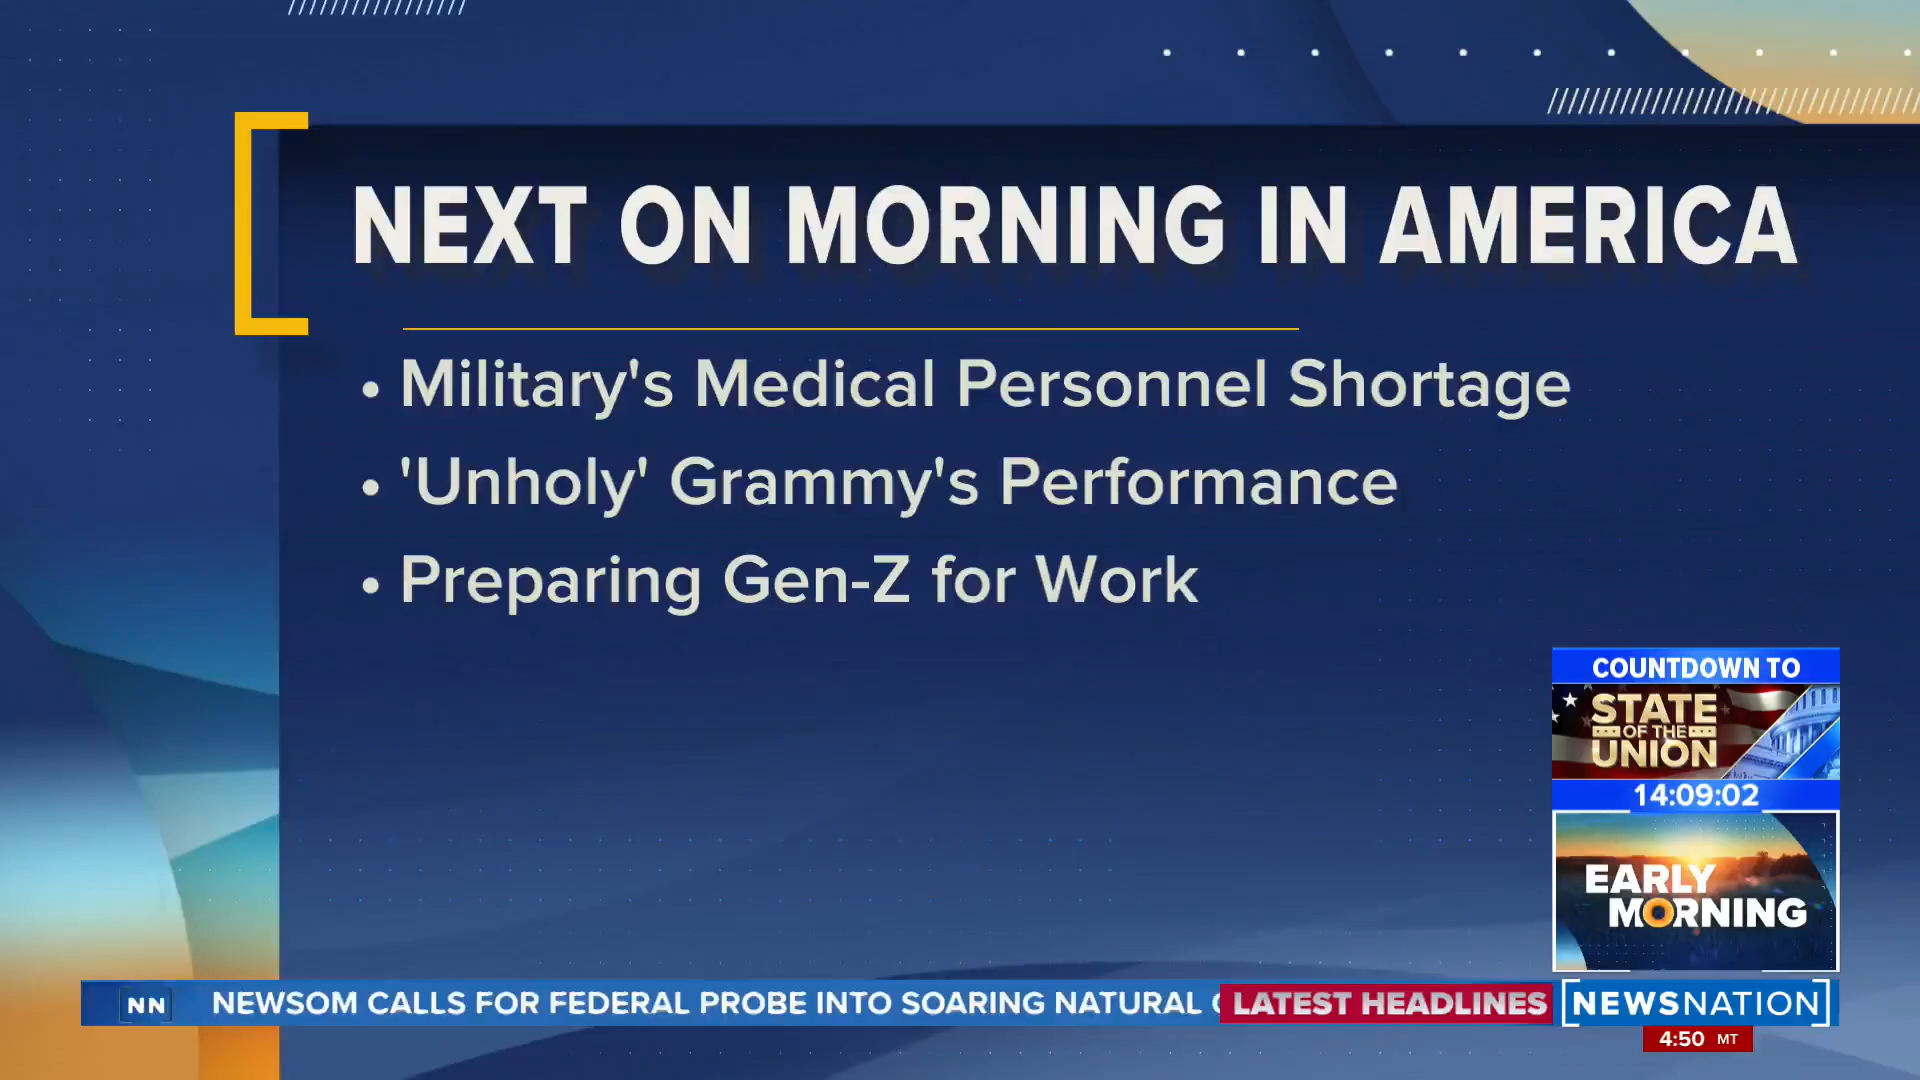 NEXT ON MORNING IN AMERICA
• Military's Medical Personnel Shortage
• 'Unholy' Grammy's Performance
• Preparing Gen-Z for Work
COUNTDOWN TO
STATE
OF THE
UNION
14:09:02
EARLY
MORNING
NN NEWSOM CALLS FOR FEDERAL PROBE INTO SOARING NATURAL LATEST HEADLINES NEWSNATION
4:50 MT